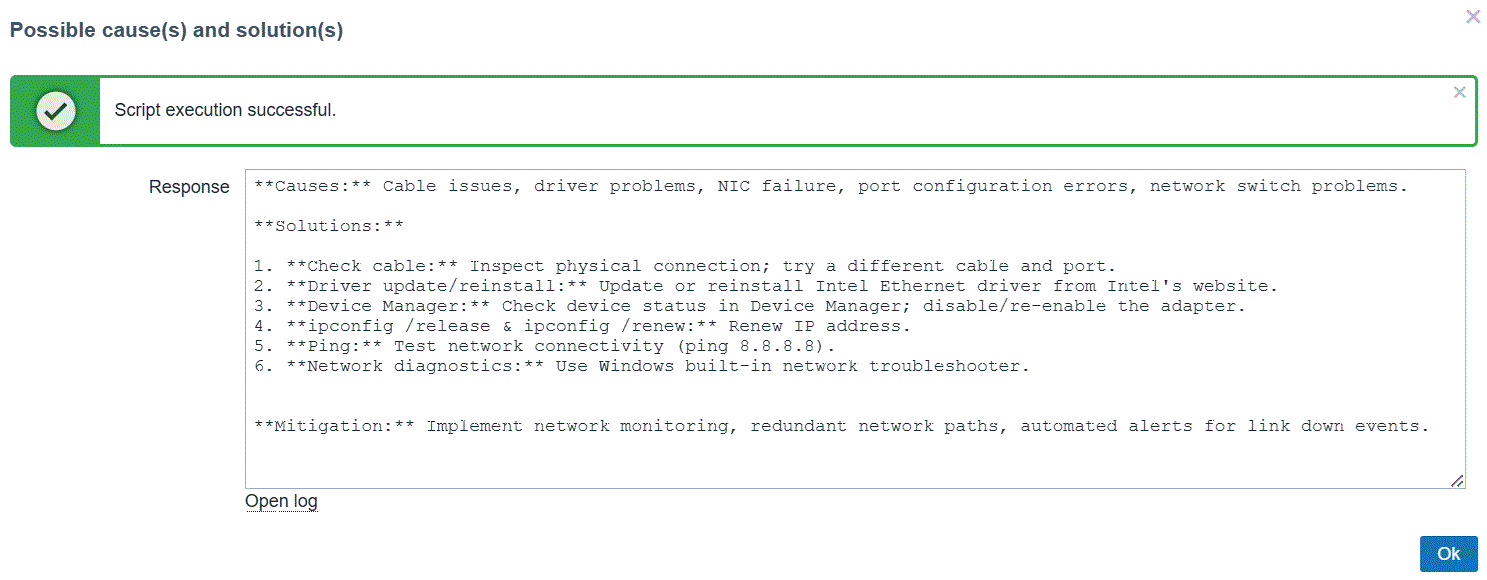 Possible cause(s) and solution(s)
Script execution successful.
Response
**Causes:** Cable issues, driver problems, NIC failure, port configuration errors, network switch problems.
**Solutions:**
1. **Check cable:** Inspect physical connection; try a different cable and port.
2. **Driver update/reinstall:** Update or reinstall Intel Ethernet driver from Intel's website.
3. **Device Manager:** Check device status in Device Manager; disable/re-enable the adapter.
4. **ipconfig /release & ipconfig /renew:** Renew IP address.
5. **Ping:** Test network connectivity (ping 8.8.8.8).
6. **Network diagnostics:** Use Windows built-in network troubleshooter.
**Mitigation:** Implement network monitoring, redundant network paths, automated alerts for link down events.
Open log
Ok